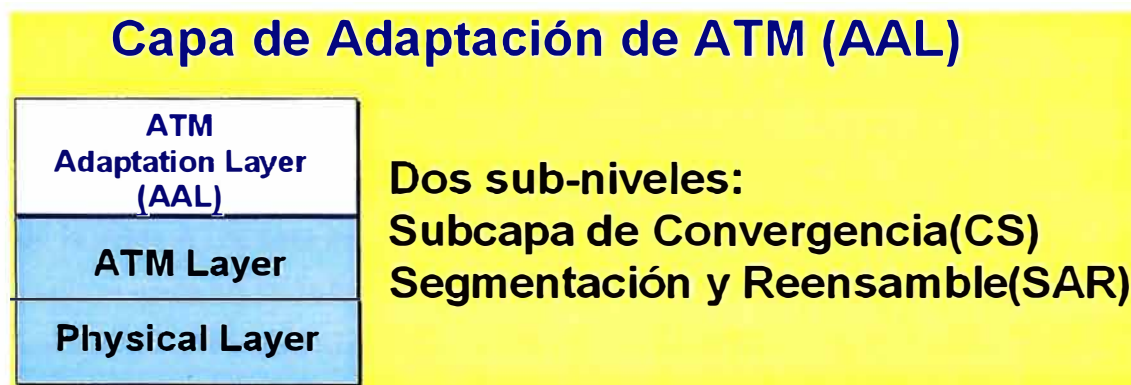 Capa de Adaptación de ATM (AAL)
ATM
Adaptation Layer
(AAL)
ATM Layer
Physical Layer
Dos sub-niveles:
Subcapa de Convergencia(CS)
Segmentación y Reensamble(SAR)